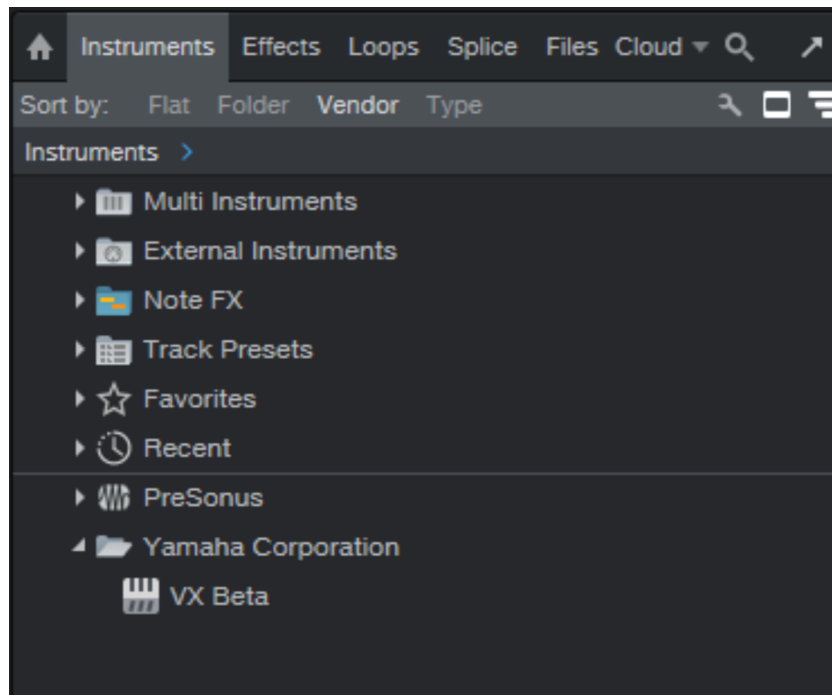 Instruments Effects Loops Splice Files Cloud
Sort by: Flat Folder Vendor Type
Instruments
Multi Instruments
External Instruments
Note FX
Track Presets
Favorites
Recent
PreSonus
Yamaha Corporation
VX Beta